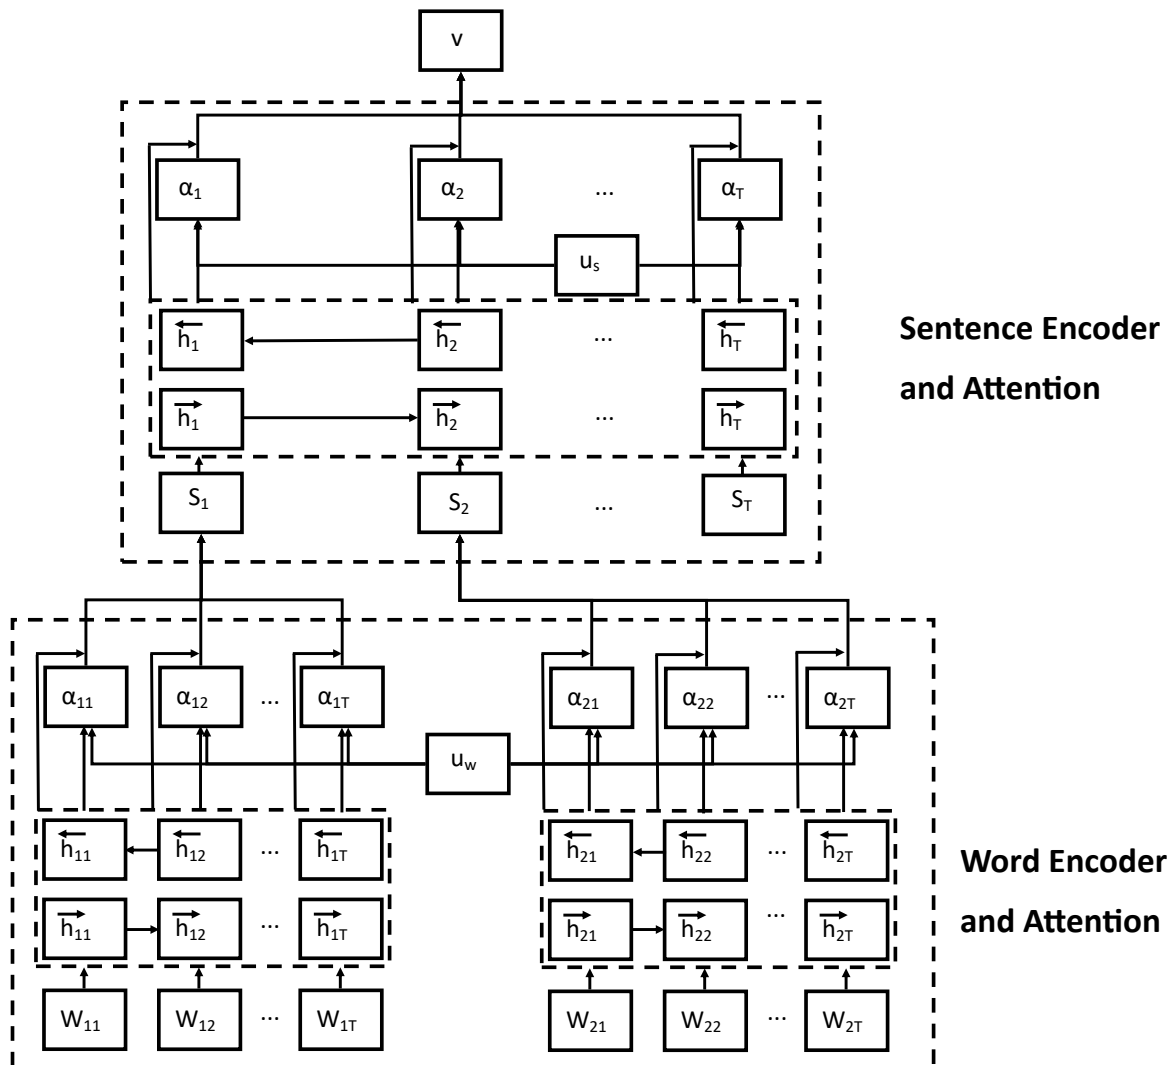 v
α₁ α₂ ... α_T
u_s
←h₁ ←h₂ ... ←h_T
→h₁ →h₂ ... →h_T
S₁ S₂ ... S_T
Sentence Encoder
and Attention
α₁₁ α₁₂ ... α₁T α₂₁ α₂₂ ... α₂T
u_w
←h₁₁ ←h₁₂ ... ←h₁T ←h₂₁ ←h₂₂ ... ←h₂T
→h₁₁ →h₁₂ ... →h₁T →h₂₁ →h₂₂ ... →h₂T
W₁₁ W₁₂ ... W₁T W₂₁ W₂₂ ... W₂T
Word Encoder
and Attention